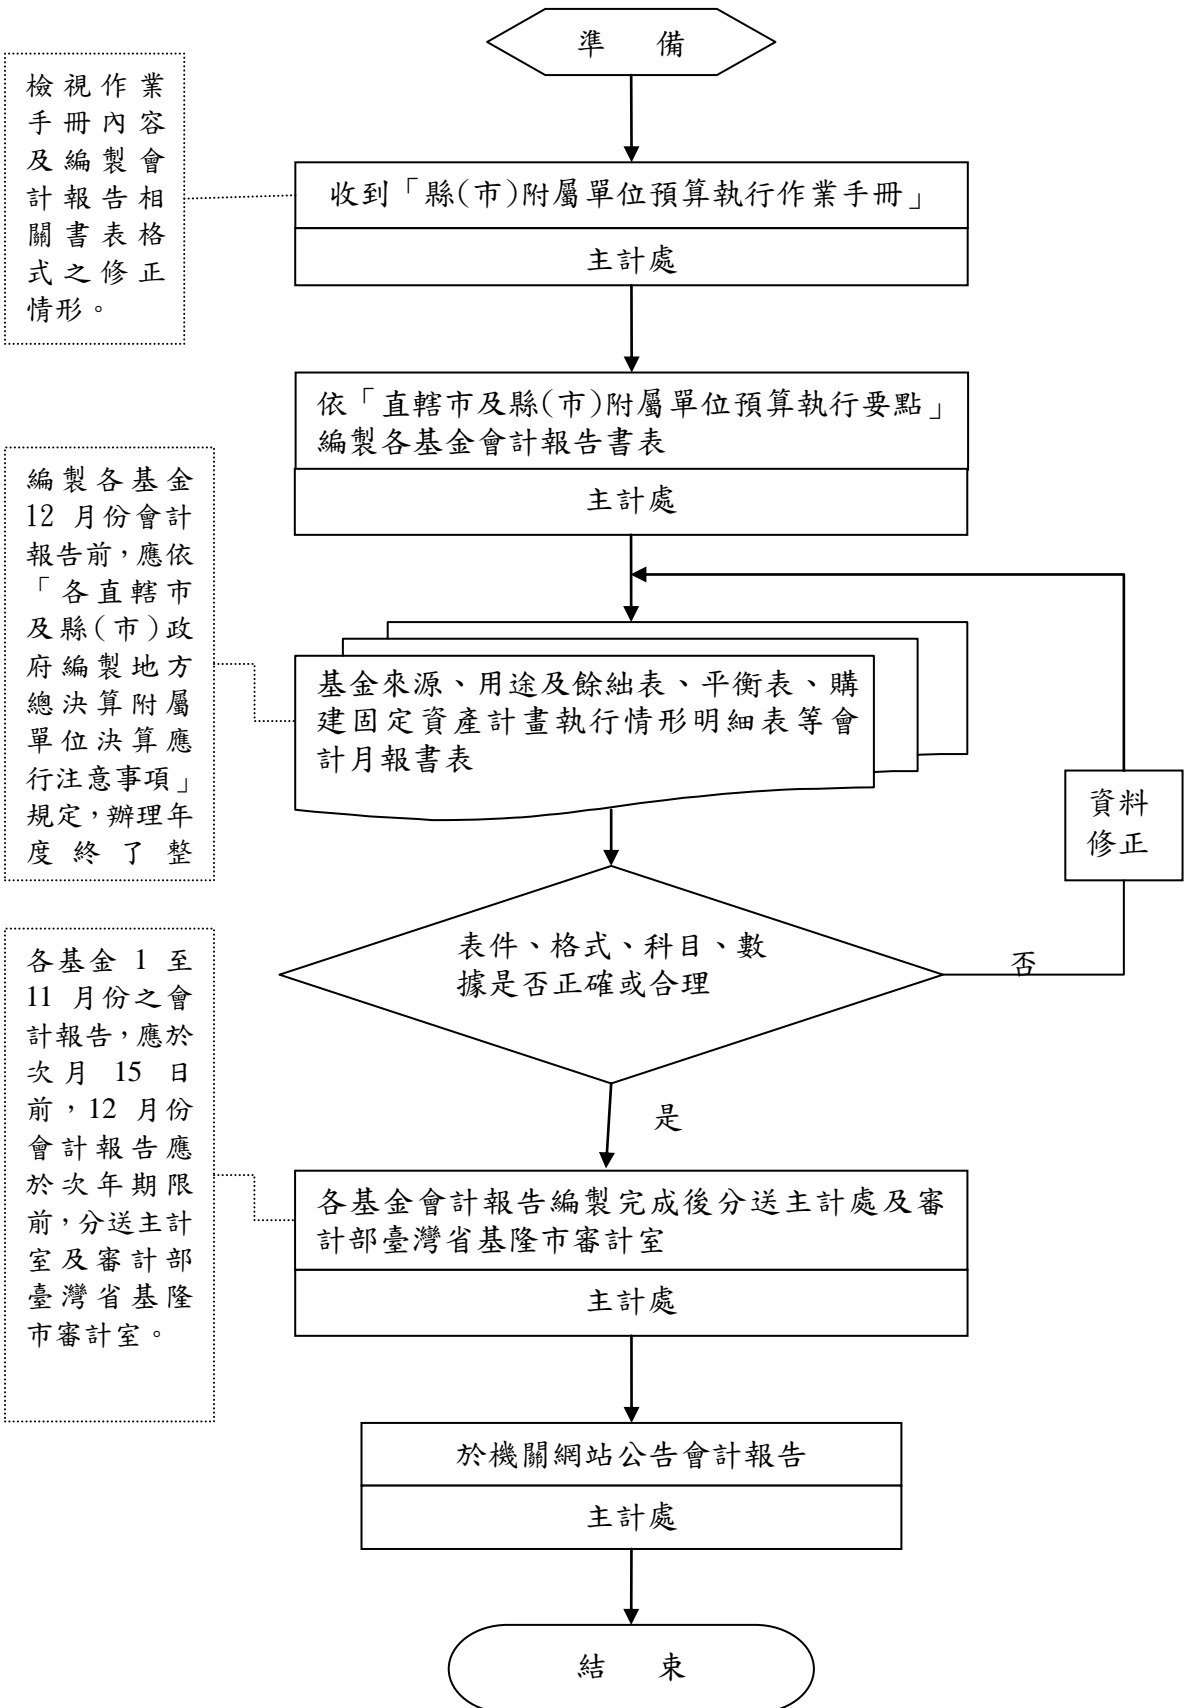 準 備
檢視作業
手冊內容
及編製會
計報告相
關書表格
式之修正
情形。
收到「縣(市)附屬單位預算執行作業手冊」
主計處
依「直轄市及縣(市)附屬單位預算執行要點」
編製各基金會計報告書表
主計處
編製各基金
12 月份會計
報告前，應依
「各直轄市
及縣(市)政
府編製地方
總決算附屬
單位決算應
行注意事項」
規定，辦理年
度終了整
基金來源、用途及餘絀表、平衡表、購
建固定資產計畫執行情形明細表等會
計月報書表
資料
修正
表件、格式、科目、數
據是否正確或合理
否
是
各基金 1 至
11 月份之會
計報告，應於
次月 15 日
前，12 月份
會計報告應
於次年期限
前，分送主計
室及審計部
臺灣省基隆
市審計室。
各基金會計報告編製完成後分送主計處及審
計部臺灣省基隆市審計室
主計處
於機關網站公告會計報告
主計處
結 束